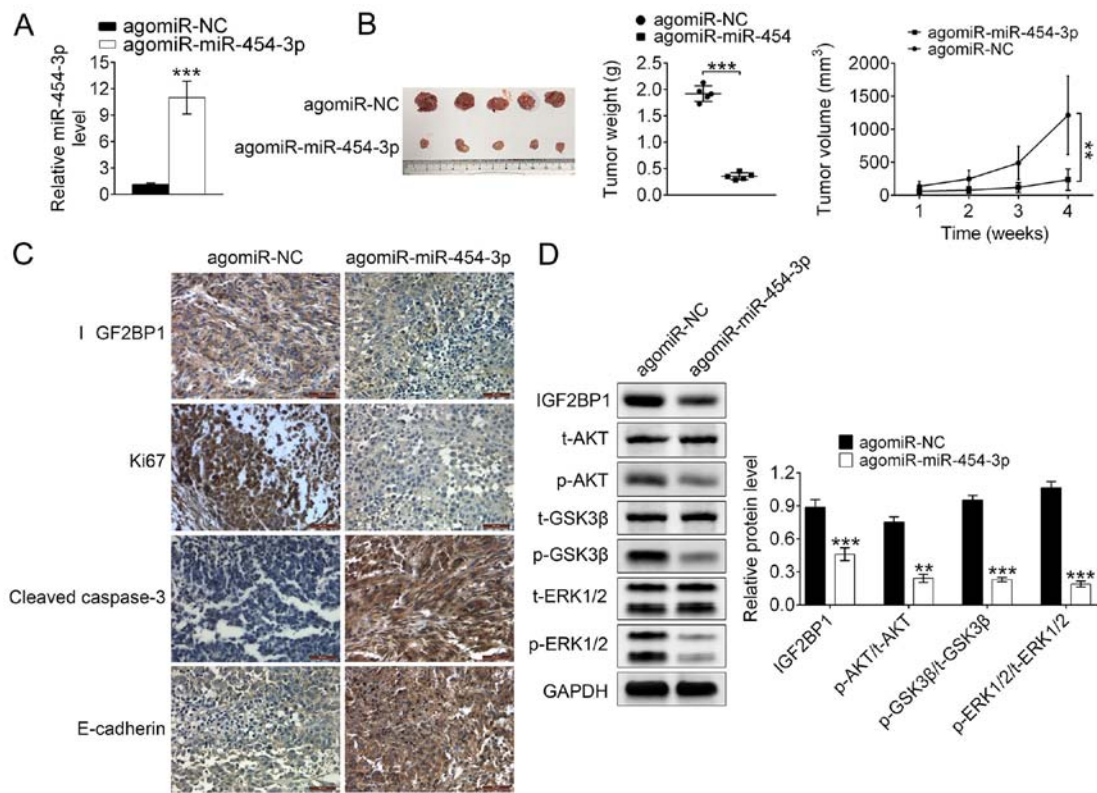 A
agomiR-NC
agomiR-miR-454-3p
Relative miR-454-3p
level
15
12
9
6
3
0
***
B
agomiR-NC
agomiR-miR-454-3p
agomiR-NC
agomiR-miR-454
Tumor weight (g)
2.5
2.0
1.5
1.0
0.5
0.0
***
agomiR-miR-454-3p
agomiR-NC
Tumor volume (mm3)
2000
1500
1000
500
0
**
1 2 3 4
Time (weeks)
C
agomiR-NC agomiR-miR-454-3p
I GF2BP1
Ki67
Cleaved caspase-3
E-cadherin
D
agomiR-NC
agomiR-miR-454-3p
IGF2BP1
t-AKT
p-AKT
t-GSK3β
p-GSK3β
t-ERK1/2
p-ERK1/2
GAPDH
agomiR-NC
agomiR-miR-454-3p
Relative protein level
1.2
0.9
0.6
0.3
0.0
***
**
***
***
IGF2BP1
p-AKT/t-AKT
p-GSK3β/t-GSK3β
p-ERK1/2/t-ERK1/2